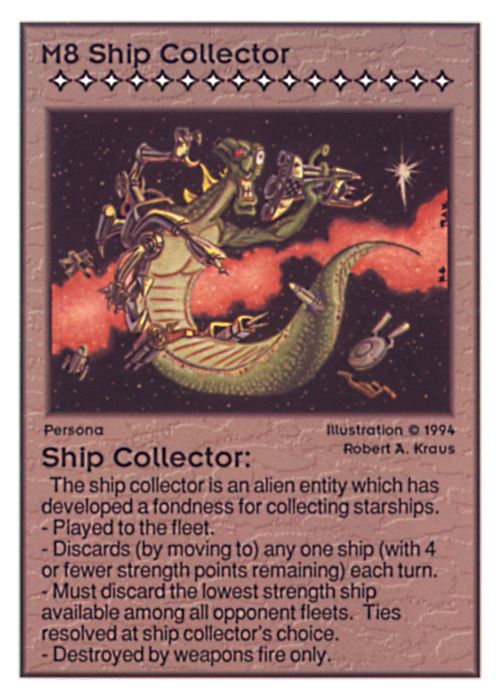 M8 Ship Collector
Persona
Illustration © 1994
Robert A. Kraus
Ship Collector:
The ship collector is an alien entity which has
developed a fondness for collecting starships.
- Played to the fleet.
- Discards (by moving to) any one ship (with 4
or fewer strength points remaining) each turn.
- Must discard the lowest strength ship
available among all opponent fleets. Ties
resolved at ship collector's choice.
- Destroyed by weapons fire only.